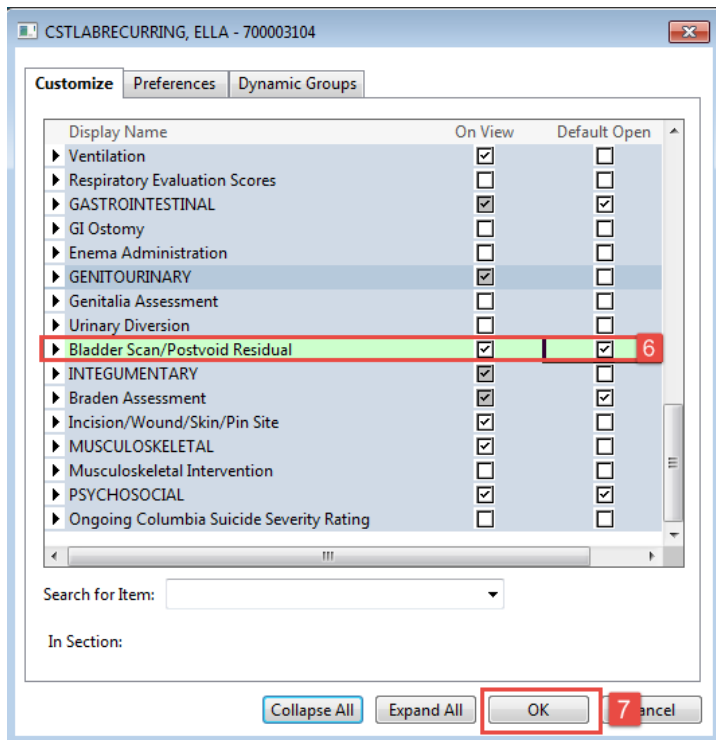 CSTLABRECURRING, ELLA - 700003104
Customize Preferences Dynamic Groups
Display Name On View Default Open
Ventilation
Respiratory Evaluation Scores
GASTROINTESTINAL
GI Ostomy
Enema Administration
GENITOURINARY
Genitalia Assessment
Urinary Diversion
Bladder Scan/Postvoid Residual 6
INTEGUMENTARY
Braden Assessment
Incision/Wound/Skin/Pin Site
MUSCULOSKELETAL
Musculoskeletal Intervention
PSYCHOSOCIAL
Ongoing Columbia Suicide Severity Rating
Search for Item:
In Section:
Collapse All Expand All OK 7 ancel